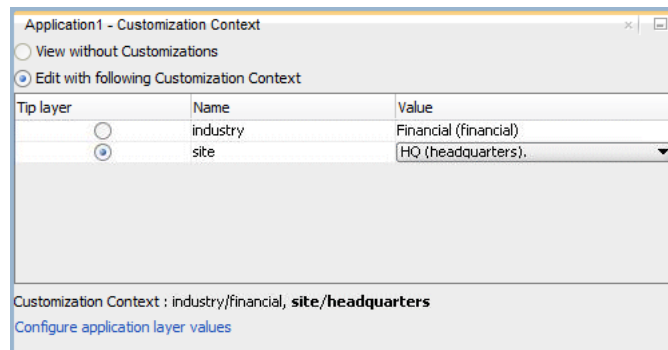 Application1 - Customization Context
View without Customizations
Edit with following Customization Context
Tip layer Name Value
industry Financial (financial)
site HQ (headquarters).
Customization Context : industry/financial, site/headquarters
Configure application layer values